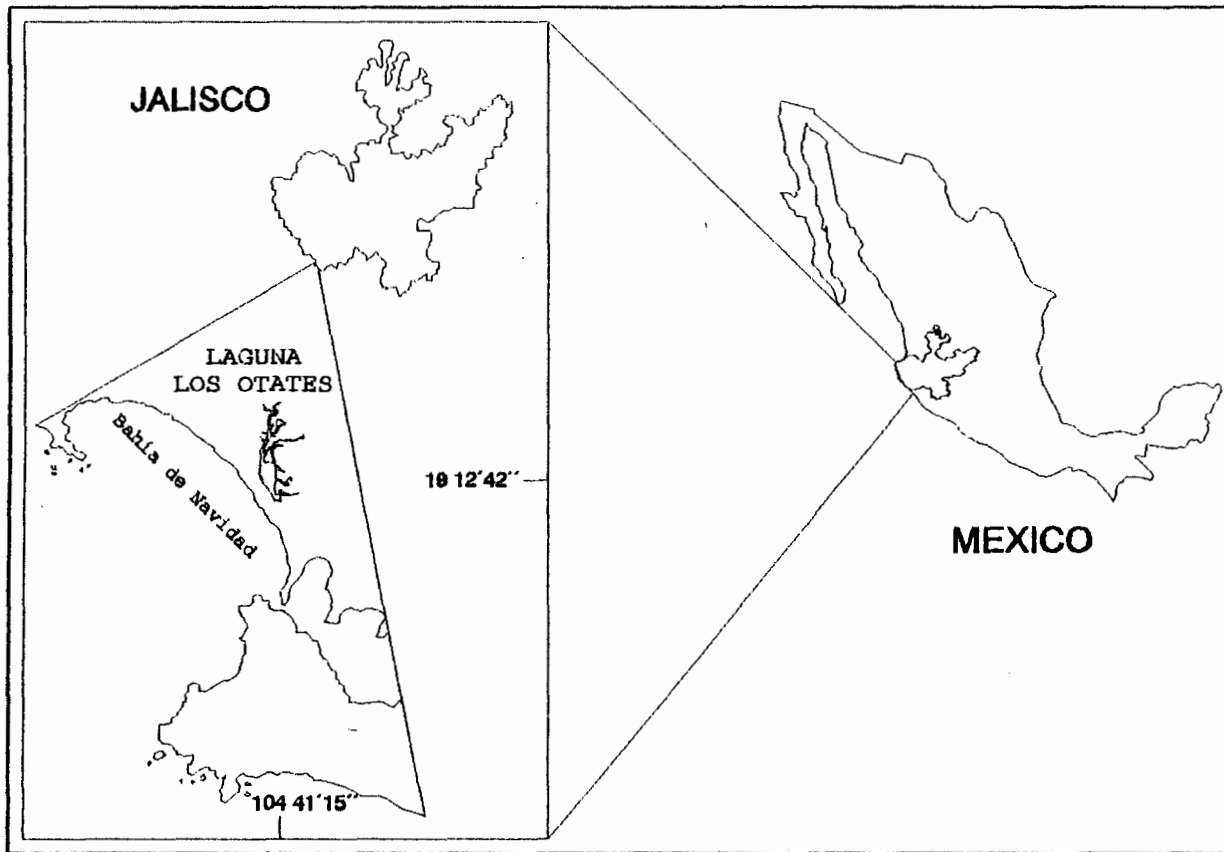 JALISCO
LAGUNA
LOS OTATES
Bahía de Navidad
19 12'42''
104 41'15''
MEXICO